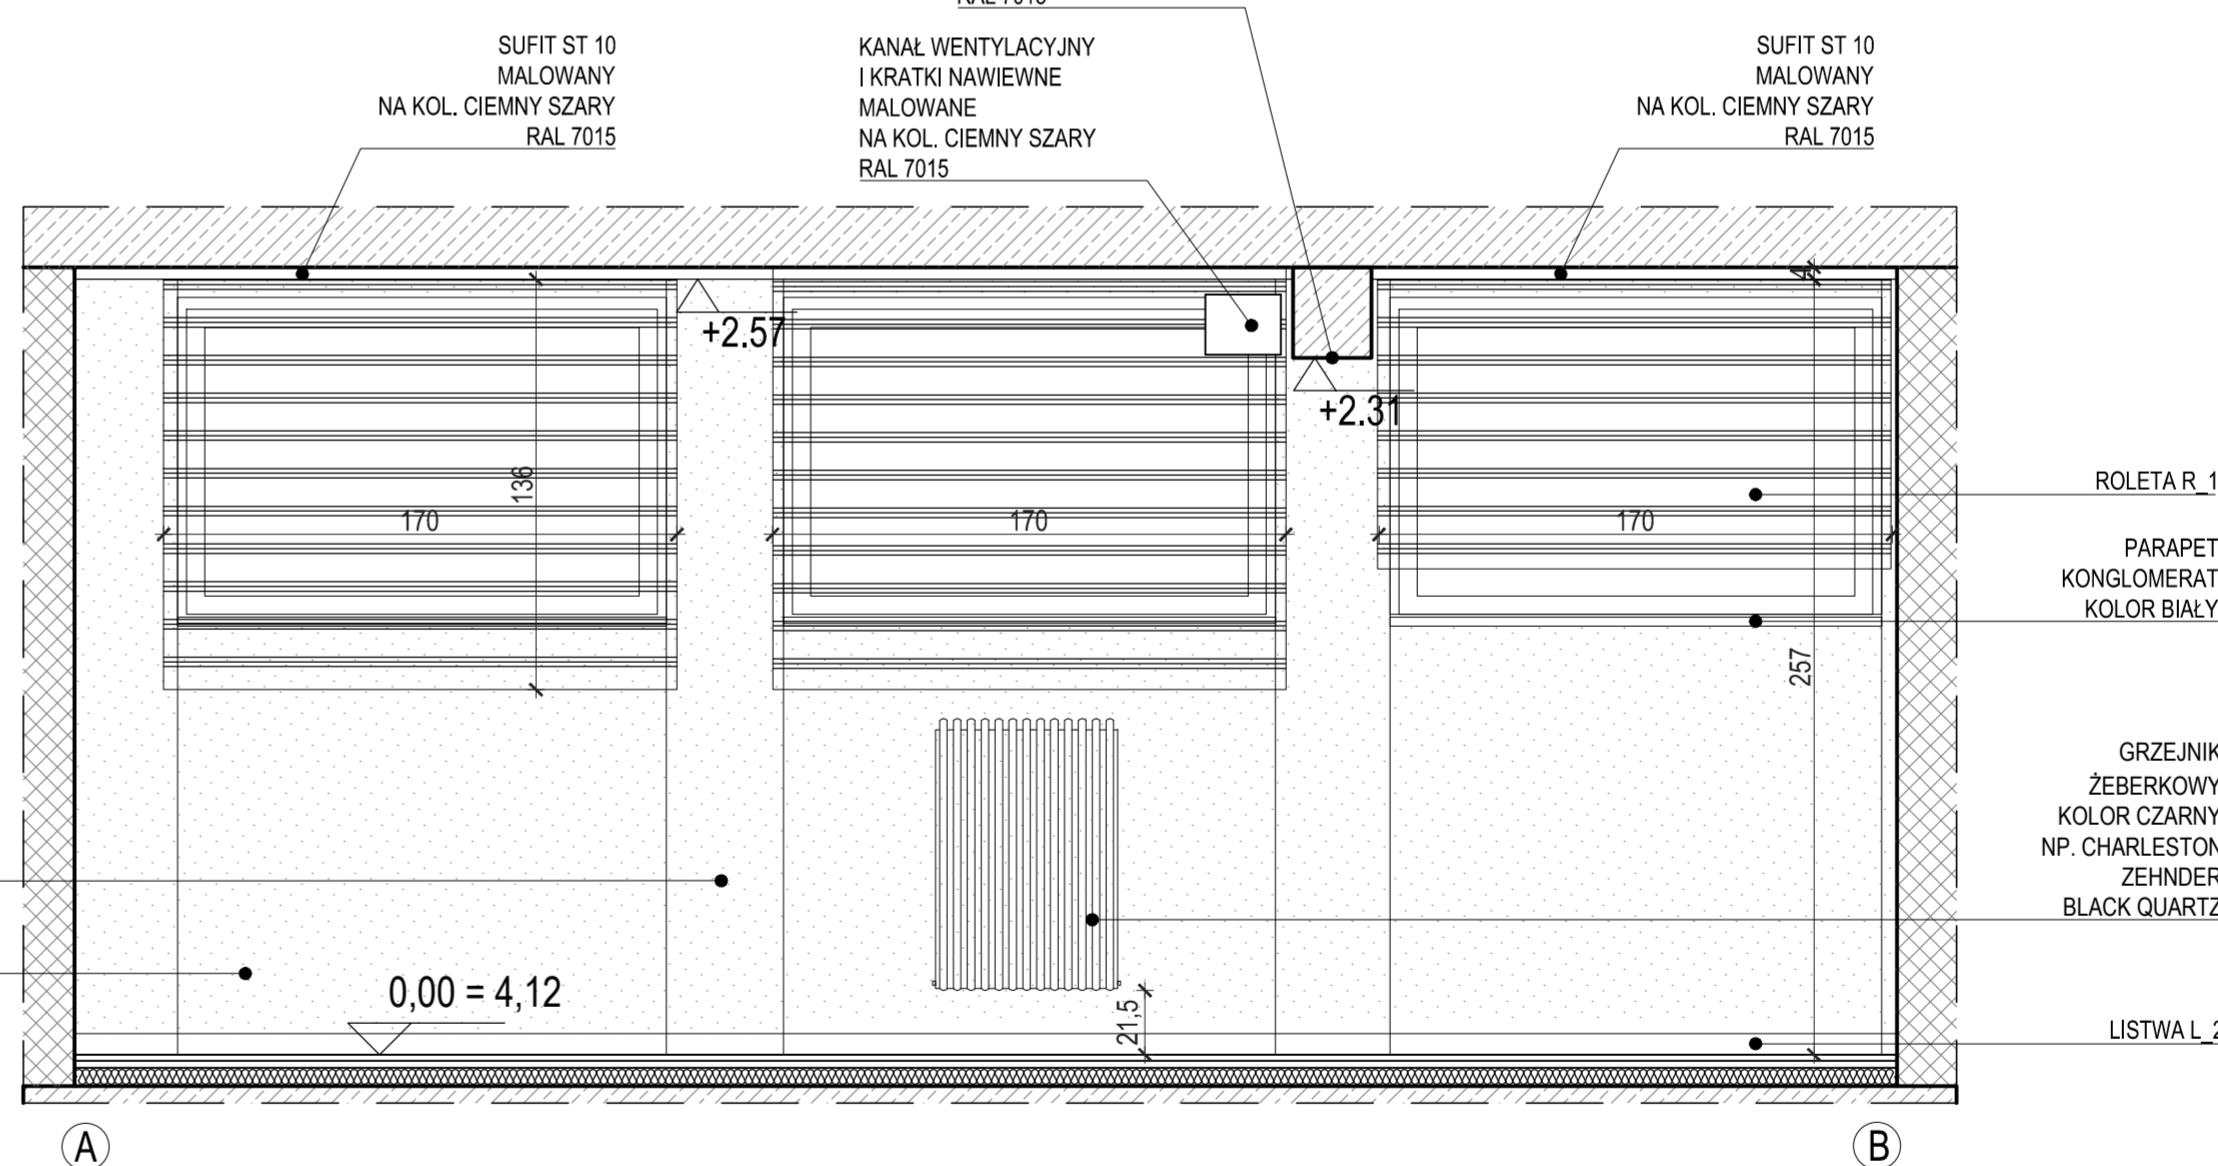 SUFIT ST 10
MALOWANY
NA KOL. CIEMNY SZARY
RAL 7015
KANAŁ WENTYLACYJNY
I KRATKI NAWIEWNE
MALOWANE
NA KOL. CIEMNY SZARY
RAL 7015
SUFIT ST 10
MALOWANY
NA KOL. CIEMNY SZARY
RAL 7015
4
+2.57
+2.31
136
170
170
170
ROLETA R_1
PARAPET
KONGLOMERAT
KOLOR BIAŁY
257
GRZEJNIK
ŻEBERKOWY
KOLOR CZARNY
NP. CHARLESTON
ZEHNDER
BLACK QUARTZ
0,00 = 4,12
21,5
LISTWA L_2
A
B